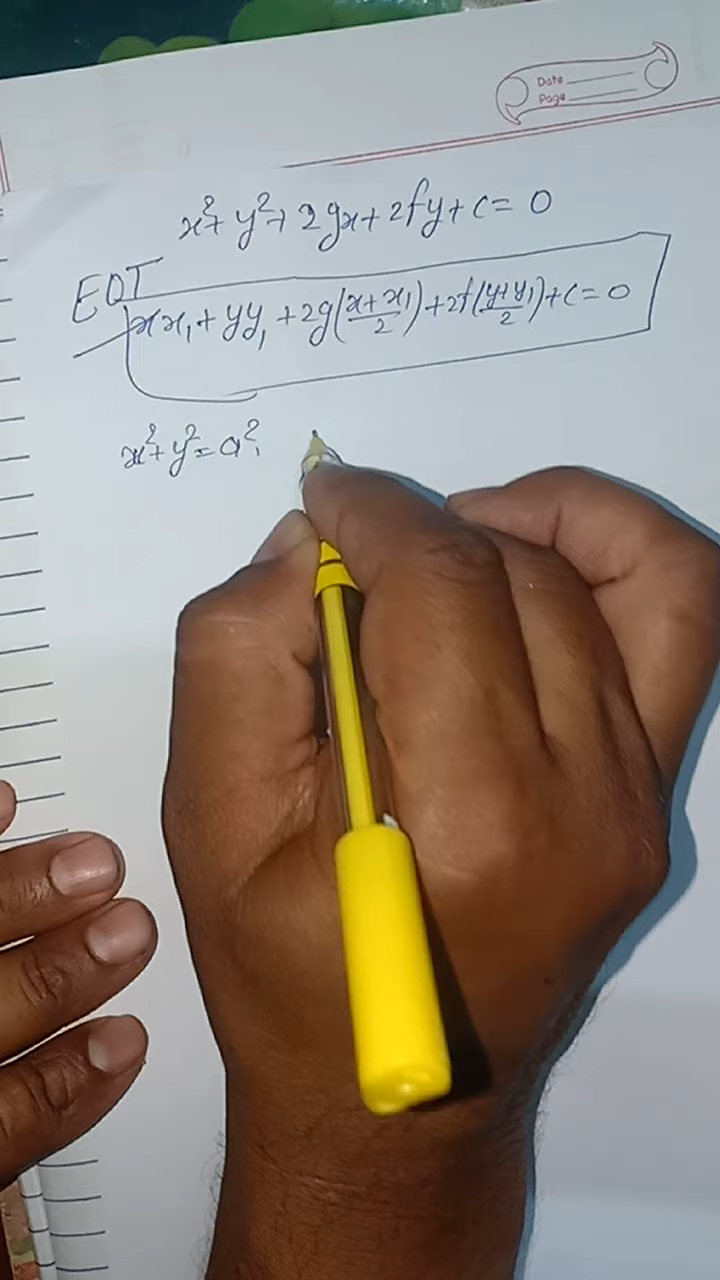 Date
Page
x²+y²+2gx+2fy+c=0
EOT
xx₁+yy₁+2g(x+x₁/2)+2f(y+y₁/2)+c=0
x²+y²=a²,